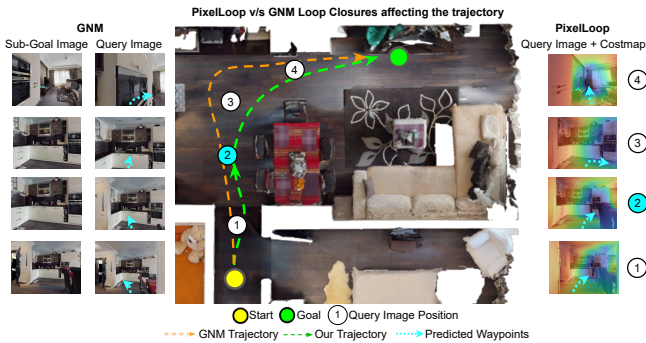 PixelLoop v/s GNM Loop Closures affecting the trajectory
GNM
Sub-Goal Image Query Image
PixelLoop
Query Image + Costmap
4
3
2
1
4
3
2
1
Start Goal 1 Query Image Position
GNM Trajectory Our Trajectory Predicted Waypoints